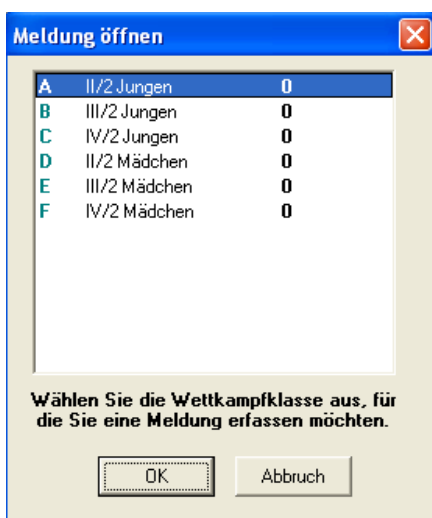 Meldung öffnen
A II/2 Jungen 0
B III/2 Jungen 0
C IV/2 Jungen 0
D II/2 Mädchen 0
E III/2 Mädchen 0
F IV/2 Mädchen 0
Wählen Sie die Wettkampfklasse aus, für
die Sie eine Meldung erfassen möchten.
OK Abbruch